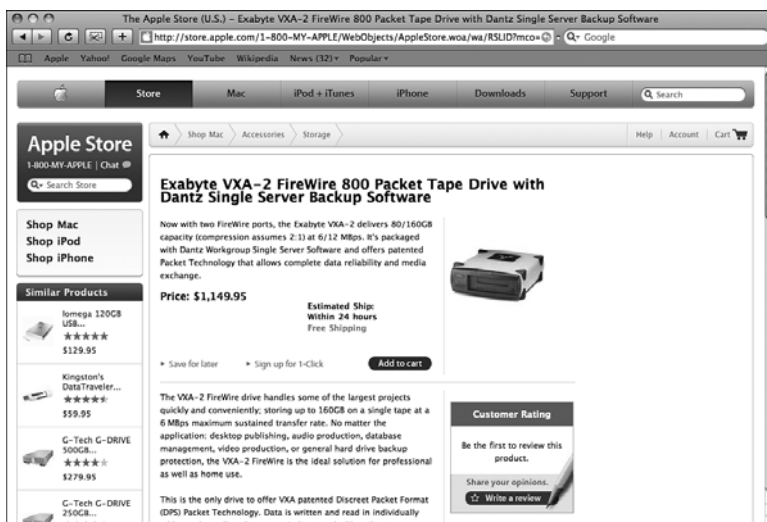 The Apple Store (U.S.) – Exabyte VXA-2 FireWire 800 Packet Tape Drive with Dantz Single Server Backup Software
http://store.apple.com/1-800-MY-APPLE/WebObjects/AppleStore.woa/wa/RSLID?mco=
Google
Apple Yahoo! Google Maps YouTube Wikipedia News (32) Popular
Store Mac iPod + iTunes iPhone Downloads Support Search
Apple Store
1-800-MY-APPLE | Chat
Search Store
Shop Mac Accessories Storage
Help Account Cart
Shop Mac
Shop iPod
Shop iPhone
Similar Products
Iomega 120GB
USB...
$129.95
Kingston's
DataTraveler...
$59.95
G-Tech G-DRIVE
500GB...
$279.95
G-Tech G-DRIVE
250GB...
Exabyte VXA-2 FireWire 800 Packet Tape Drive with
Dantz Single Server Backup Software
Now with two FireWire ports, the Exabyte VXA-2 delivers 80/160GB
capacity (compression assumes 2:1) at 6/12 MBps. It's packaged
with Dantz Workgroup Single Server Software and offers patented
Packet Technology that allows complete data reliability and media
exchange.
Price: $1,149.95
Estimated Ship:
Within 24 hours
Free Shipping
Save for later Sign up for 1-Click Add to cart
The VXA-2 FireWire drive handles some of the largest projects
quickly and conveniently; storing up to 160GB on a single tape at a
6 MBps maximum sustained transfer rate. No matter the
application: desktop publishing, audio production, database
management, video production, or general hard drive backup
protection, the VXA-2 FireWire is the ideal solution for professional
as well as home use.
This is the only drive to offer VXA patented Discreet Packet Format
(DPS) Packet Technology. Data is written and read in individually
Customer Rating
Be the first to review this
product.
Share your opinions.
Write a review